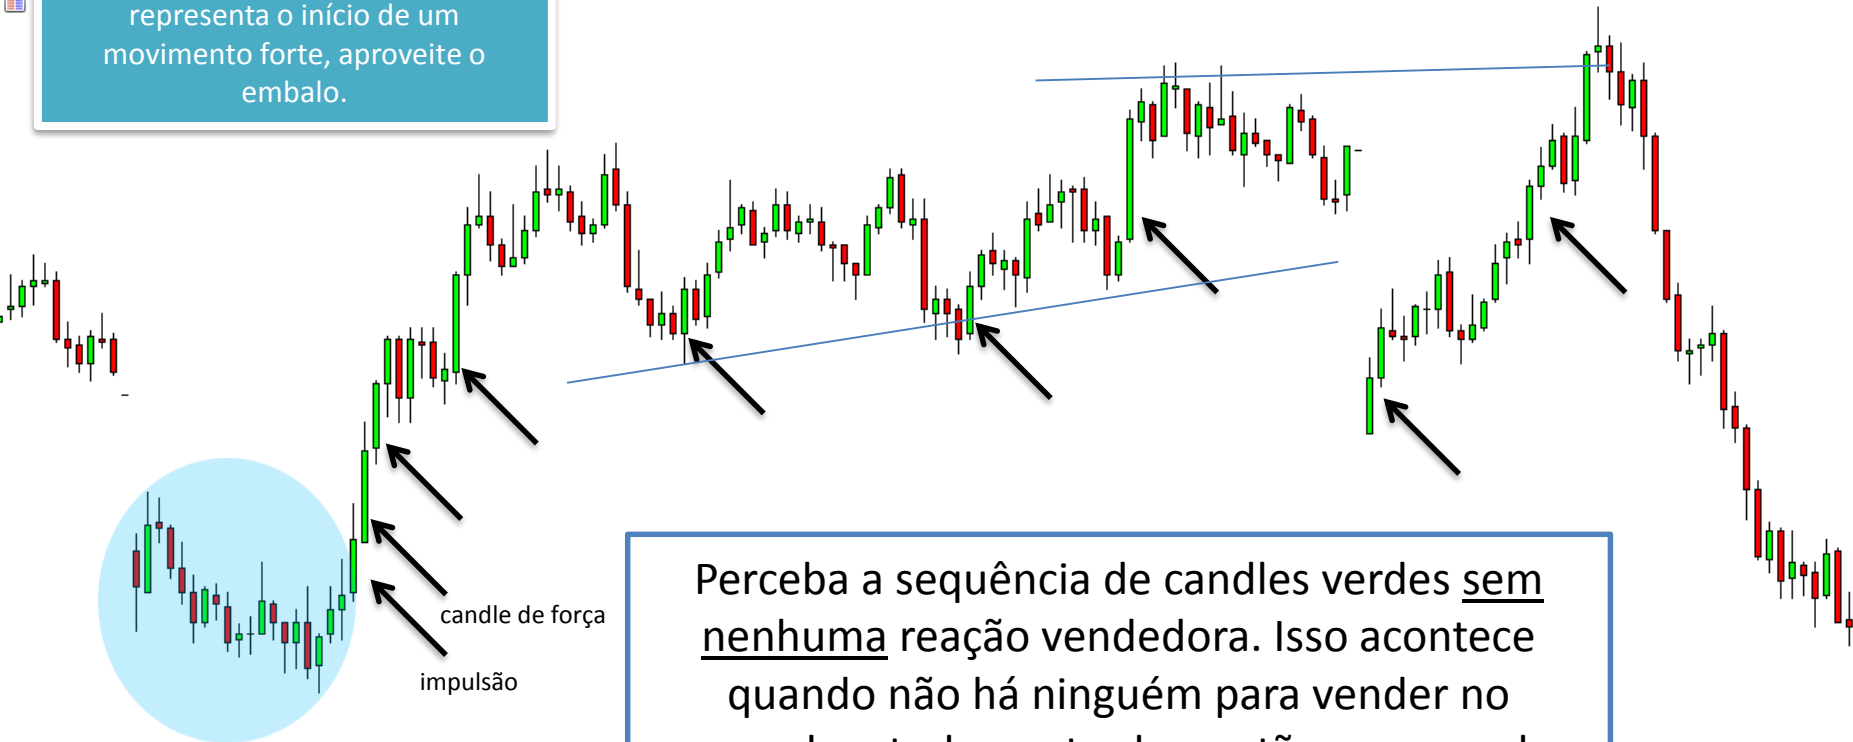 representa o início de um
movimento forte, aproveite o
embalo.
candle de força
impulsão
Perceba a sequência de candles verdes sem
nenhuma reação vendedora. Isso acontece
quando não há ninguém para vender no